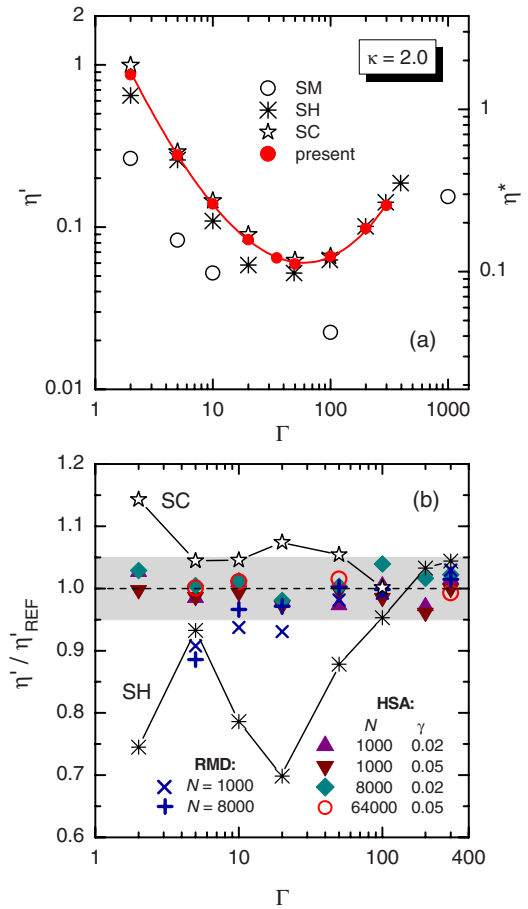 κ = 2.0
SM
SH
SC
present
1
0.1
0.01
η'
1
0.1
η*
(a)
1 10 100 1000
Γ
1.2
1.1
1.0
0.9
0.8
0.7
0.6
η' / η'REF
SC
(b)
SH
HSA:
N γ
1000 0.02
1000 0.05
8000 0.02
64000 0.05
RMD:
N = 1000
N = 8000
1 10 100 400
Γ